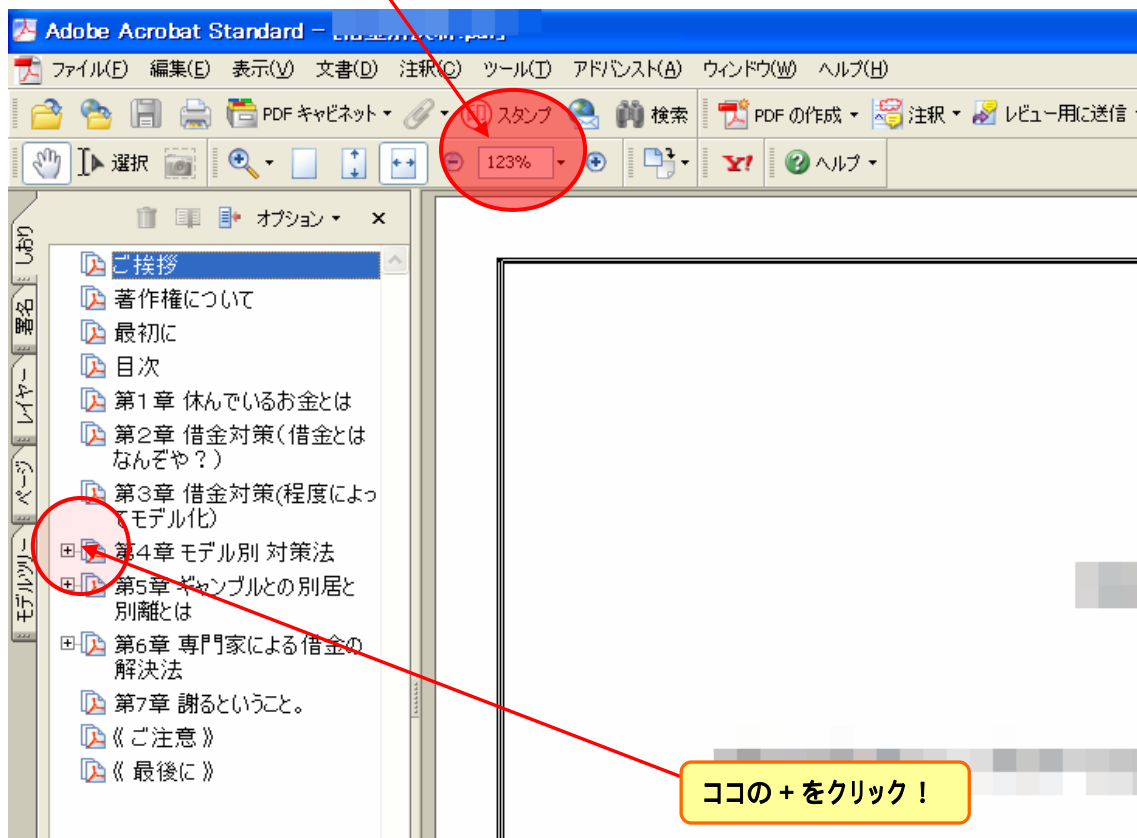 Adobe Acrobat Standard -
ファイル(F) 編集(E) 表示(V) 文書(D) 注釈(C) ツール(T) アドバンスト(A) ウィンドウ(W) ヘルプ(H)
PDF キャビネット スタンプ 検索 PDF の作成 注釈 レビュー用に送信
選択 123% Y! ヘルプ
オプション ×
しおり
署名
レイヤー
ページ
モデルツリー
ご挨拶
著作権について
最初に
目次
第1章 休んでいるお金とは
第2章 借金対策(借金とは
なんぞや?)
第3章 借金対策(程度によっ
てモデル化)
第4章 モデル別 対策法
第5章 ギャンブルとの別居と
別離とは
第6章 専門家による借金の
解決法
第7章 謝るということ。
《ご注意》
《最後に》
ココの+をクリック!